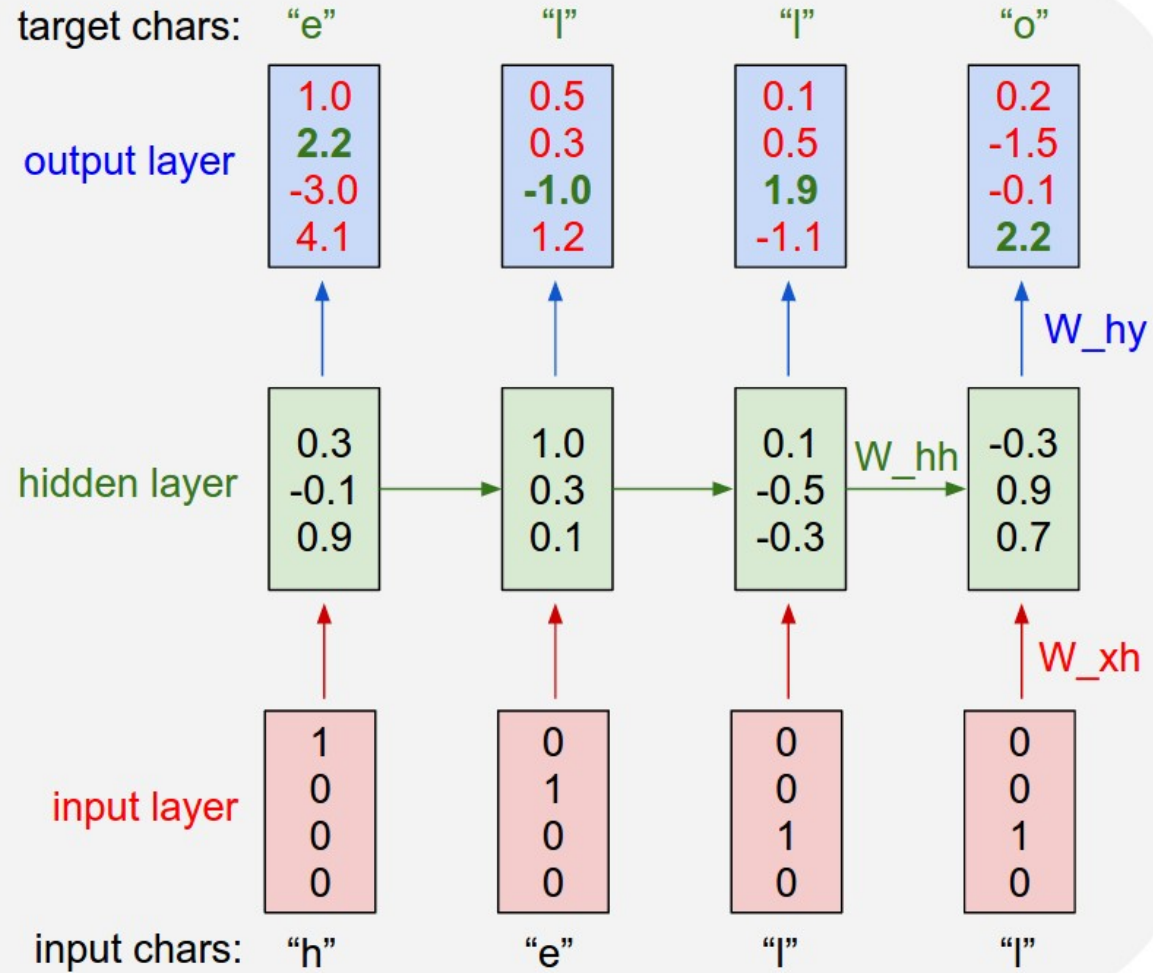 target chars: “e” “l” “l” “o”
1.0 0.5 0.1 0.2
2.2 0.3 0.5 -1.5
output layer
-3.0 -1.0 1.9 -0.1
4.1 1.2 -1.1 2.2
W_hy
0.3 1.0 0.1 -0.3
W_hh
hidden layer -0.1 0.3 -0.5 0.9
0.9 0.1 -0.3 0.7
W_xh
1 0 0 0
0 1 0 0
input layer
0 0 1 1
0 0 0 0
input chars: “h” “e” “l” “l”